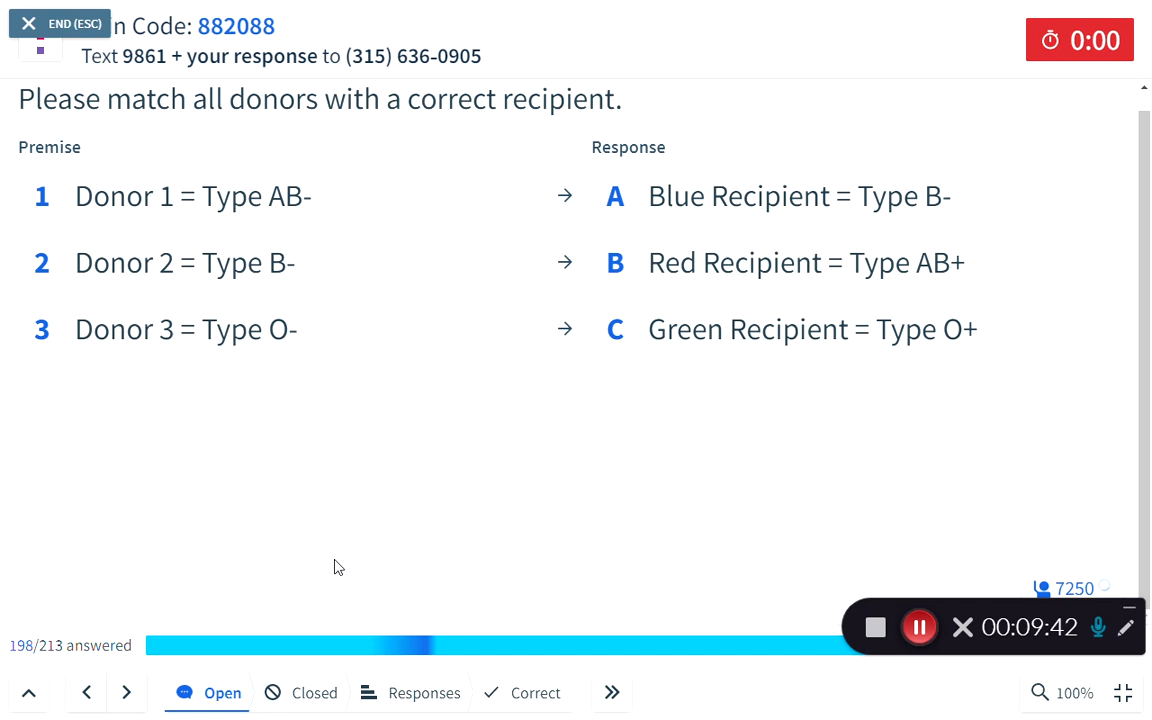 END (ESC)
n Code: 882088
Text 9861 + your response to (315) 636-0905
0:00
Please match all donors with a correct recipient.
Premise
Response
1 Donor 1 = Type AB- → A Blue Recipient = Type B-
2 Donor 2 = Type B- → B Red Recipient = Type AB+
3 Donor 3 = Type O- → C Green Recipient = Type O+
7250
00:09:42
198/213 answered
Open Closed Responses Correct 100%